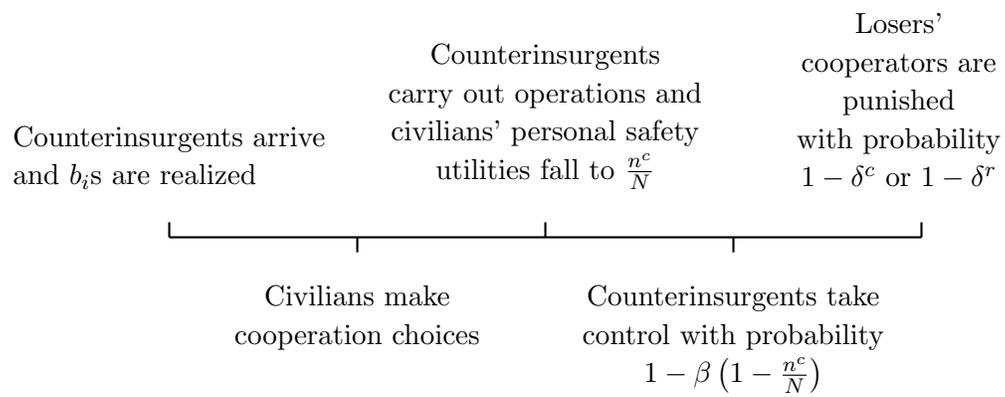 Counterinsurgents arrive
and b_is are realized
Counterinsurgents
carry out operations and
civilians' personal safety
utilities fall to n^c/N
Losers'
cooperators are
punished
with probability
1 − δ^c or 1 − δ^r
Civilians make
cooperation choices
Counterinsurgents take
control with probability
1 − β (1 − n^c/N)